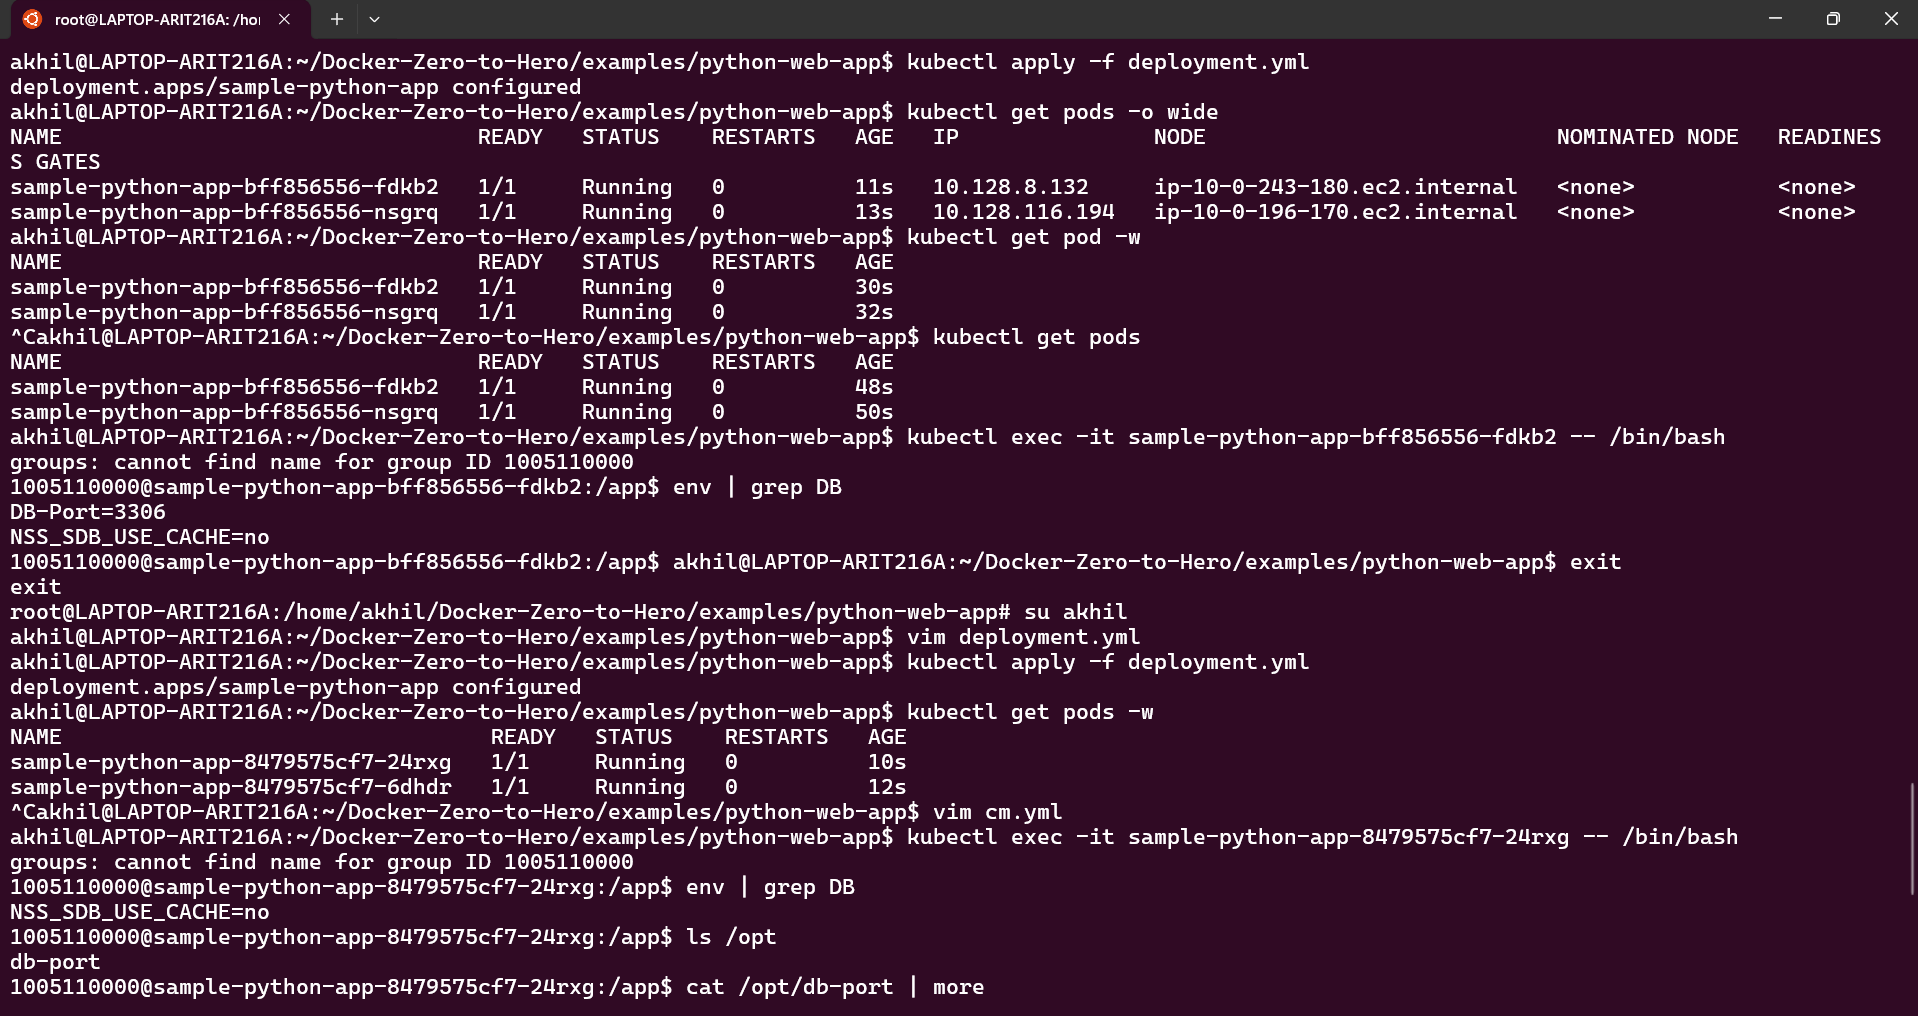 root@LAPTOP-ARIT216A: /ho
akhil@LAPTOP-ARIT216A:~/Docker-Zero-to-Hero/examples/python-web-app$ kubectl apply -f deployment.yml
deployment.apps/sample-python-app configured
akhil@LAPTOP-ARIT216A:~/Docker-Zero-to-Hero/examples/python-web-app$ kubectl get pods -o wide
NAME                                READY   STATUS    RESTARTS   AGE   IP               NODE                           NOMINATED NODE   READINES
S GATES
sample-python-app-bff856556-fdkb2   1/1     Running   0          11s   10.128.8.132     ip-10-0-243-180.ec2.internal   <none>           <none>
sample-python-app-bff856556-nsgrq   1/1     Running   0          13s   10.128.116.194   ip-10-0-196-170.ec2.internal   <none>           <none>
akhil@LAPTOP-ARIT216A:~/Docker-Zero-to-Hero/examples/python-web-app$ kubectl get pod -w
NAME                                READY   STATUS    RESTARTS   AGE
sample-python-app-bff856556-fdkb2   1/1     Running   0          30s
sample-python-app-bff856556-nsgrq   1/1     Running   0          32s
^Cakhil@LAPTOP-ARIT216A:~/Docker-Zero-to-Hero/examples/python-web-app$ kubectl get pods
NAME                                READY   STATUS    RESTARTS   AGE
sample-python-app-bff856556-fdkb2   1/1     Running   0          48s
sample-python-app-bff856556-nsgrq   1/1     Running   0          50s
akhil@LAPTOP-ARIT216A:~/Docker-Zero-to-Hero/examples/python-web-app$ kubectl exec -it sample-python-app-bff856556-fdkb2 -- /bin/bash
groups: cannot find name for group ID 1005110000
1005110000@sample-python-app-bff856556-fdkb2:/app$ env | grep DB
DB-Port=3306
NSS_SDB_USE_CACHE=no
1005110000@sample-python-app-bff856556-fdkb2:/app$ akhil@LAPTOP-ARIT216A:~/Docker-Zero-to-Hero/examples/python-web-app$ exit
exit
root@LAPTOP-ARIT216A:/home/akhil/Docker-Zero-to-Hero/examples/python-web-app# su akhil
akhil@LAPTOP-ARIT216A:~/Docker-Zero-to-Hero/examples/python-web-app$ vim deployment.yml
akhil@LAPTOP-ARIT216A:~/Docker-Zero-to-Hero/examples/python-web-app$ kubectl apply -f deployment.yml
deployment.apps/sample-python-app configured
akhil@LAPTOP-ARIT216A:~/Docker-Zero-to-Hero/examples/python-web-app$ kubectl get pods -w
NAME                                 READY   STATUS    RESTARTS   AGE
sample-python-app-8479575cf7-24rxg   1/1     Running   0          10s
sample-python-app-8479575cf7-6dhdr   1/1     Running   0          12s
^Cakhil@LAPTOP-ARIT216A:~/Docker-Zero-to-Hero/examples/python-web-app$ vim cm.yml
akhil@LAPTOP-ARIT216A:~/Docker-Zero-to-Hero/examples/python-web-app$ kubectl exec -it sample-python-app-8479575cf7-24rxg -- /bin/bash
groups: cannot find name for group ID 1005110000
1005110000@sample-python-app-8479575cf7-24rxg:/app$ env | grep DB
NSS_SDB_USE_CACHE=no
1005110000@sample-python-app-8479575cf7-24rxg:/app$ ls /opt
db-port
1005110000@sample-python-app-8479575cf7-24rxg:/app$ cat /opt/db-port | more